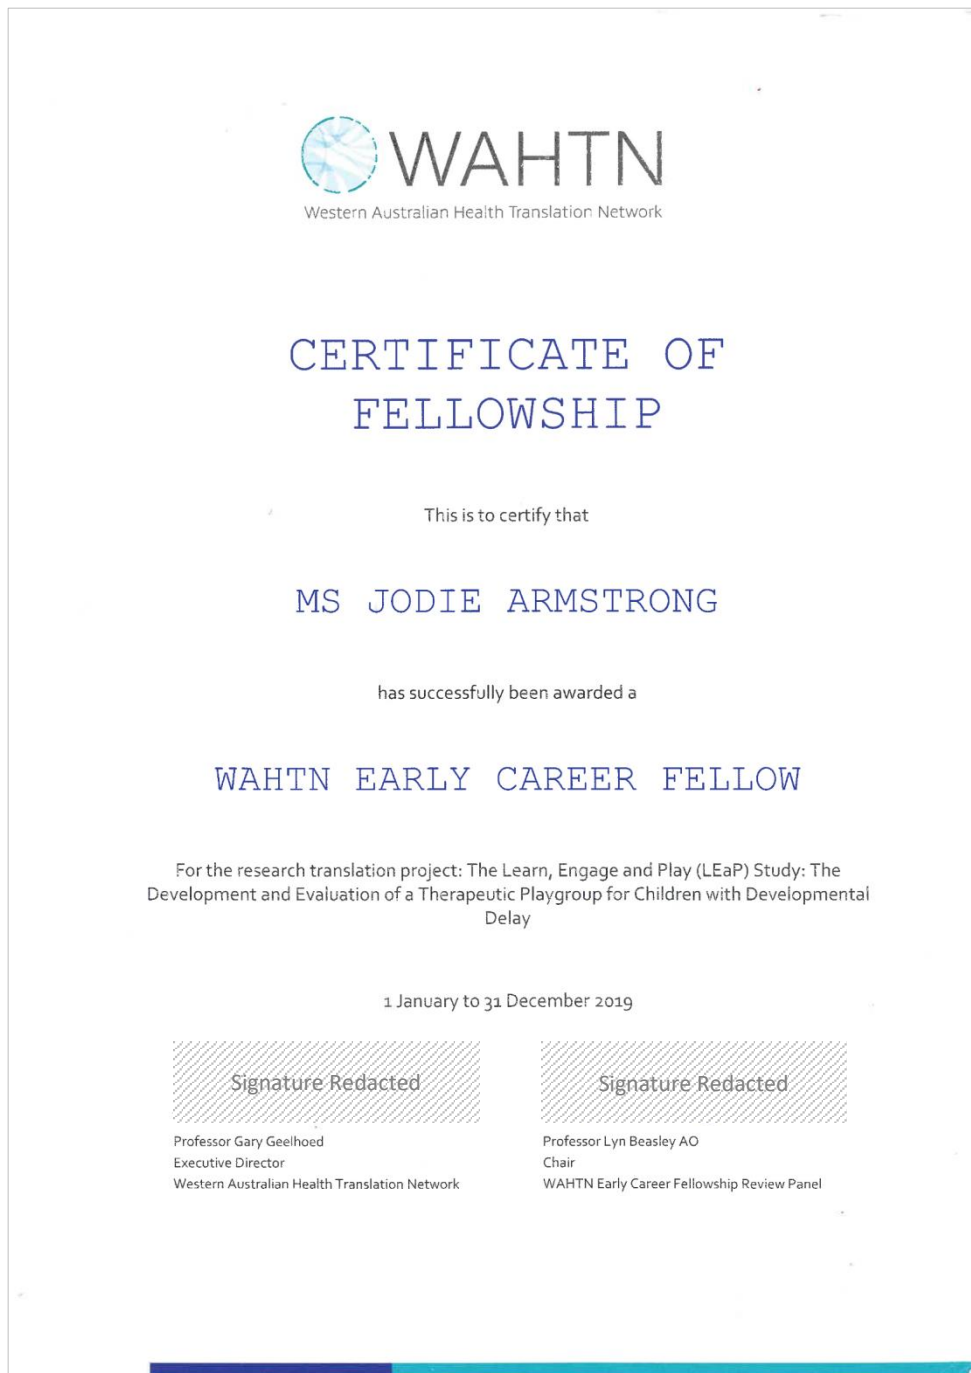 WAHTN
Western Australian Health Translation Network
CERTIFICATE OF
FELLOWSHIP
This is to certify that
MS JODIE ARMSTRONG
has successfully been awarded a
WAHTN EARLY CAREER FELLOW
For the research translation project: The Learn, Engage and Play (LEaP) Study: The
Development and Evaluation of a Therapeutic Playgroup for Children with Developmental
Delay
1 January to 31 December 2019
Signature Redacted
Professor Gary Geelhoed
Executive Director
Western Australian Health Translation Network
Signature Redacted
Professor Lyn Beasley AO
Chair
WAHTN Early Career Fellowship Review Panel